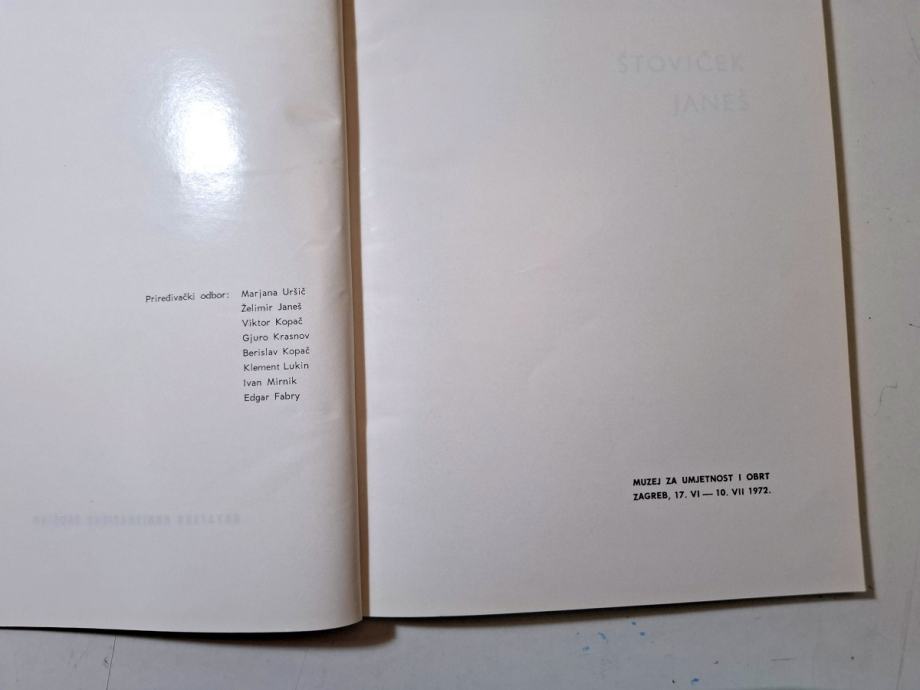 Priređivački odbor: Marjana Uršič
Želimir Janeš
Viktor Kopač
Gjuro Krasnov
Berislav Kopač
Klement Lukin
Ivan Mirnik
Edgar Fabry
ŠTOVIČEK
JANEŠ
MUZEJ ZA UMJETNOST I OBRT
ZAGREB, 17. VI — 10. VII 1972.